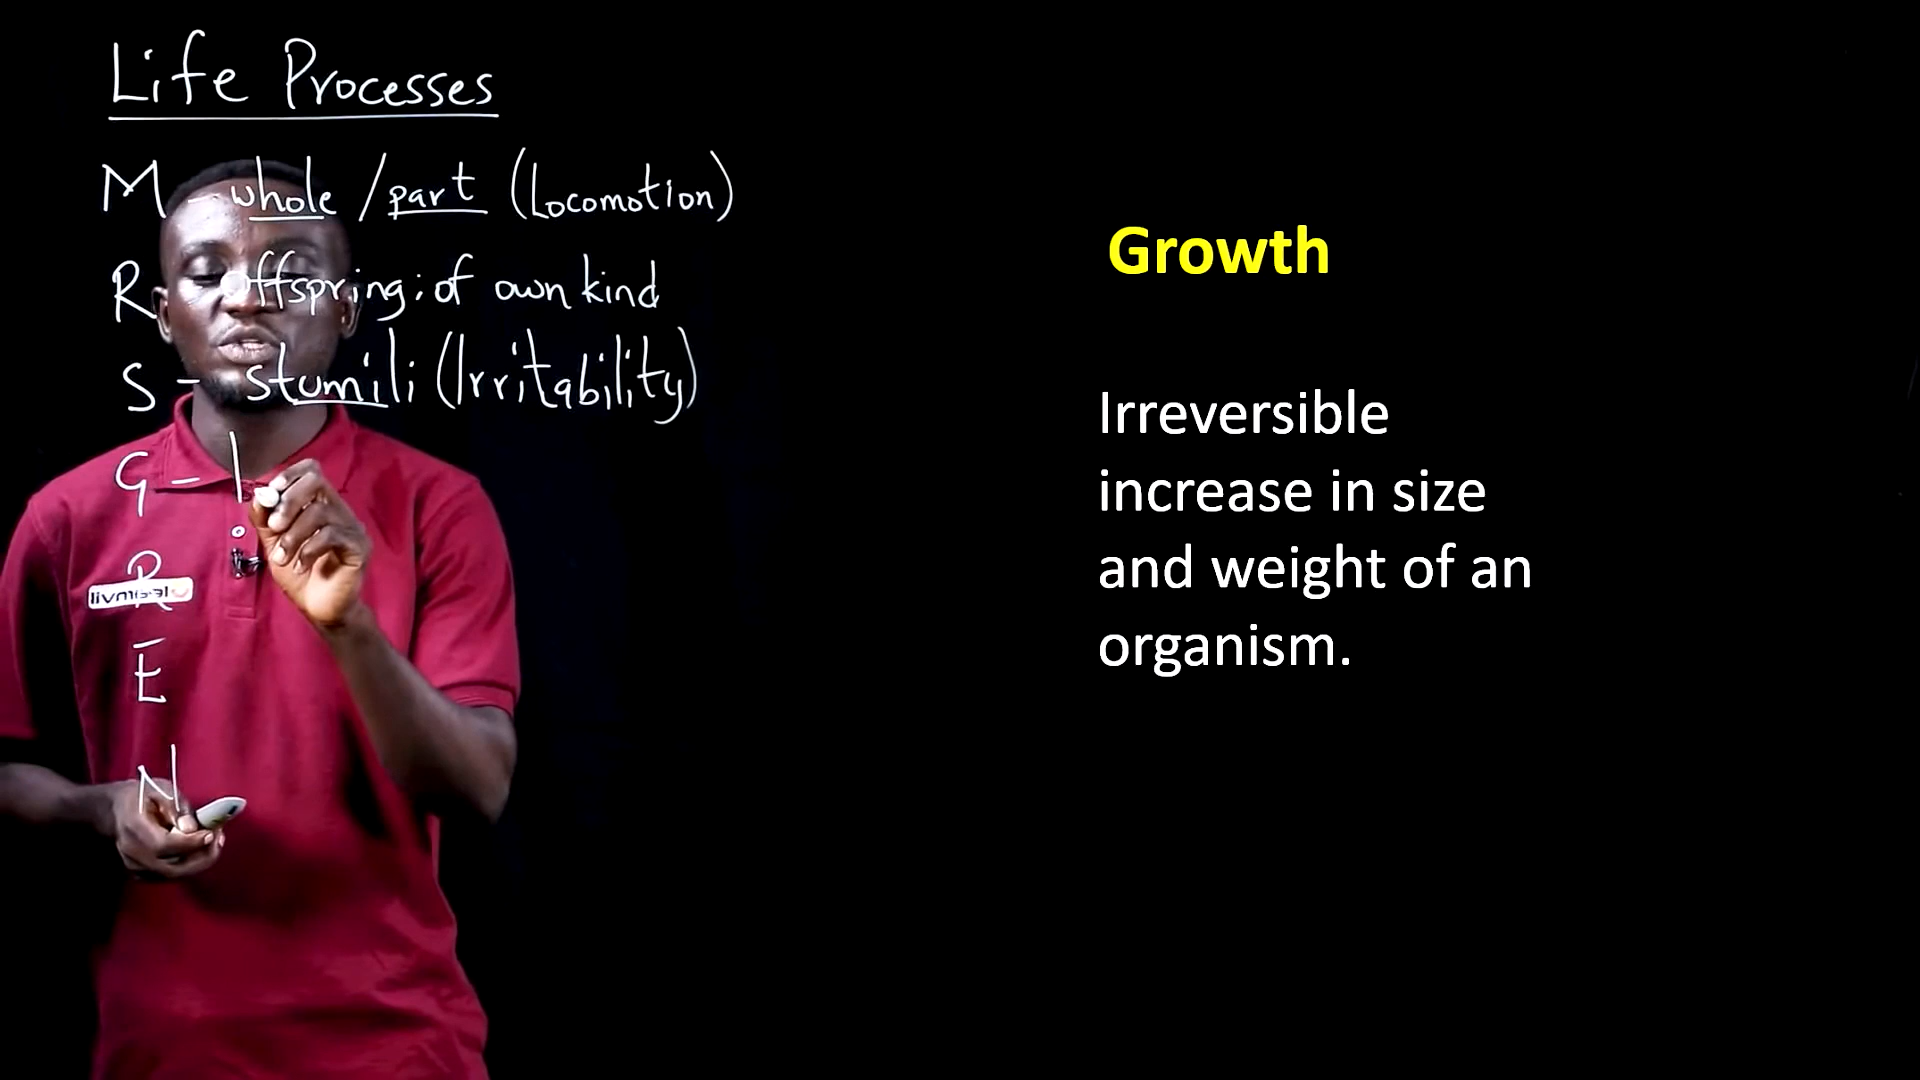 Life Processes
M - whole / part (Locomotion)
R - offspring; of own kind
S - stumili (Irritability)
G - I
R
E
N
Growth
Irreversible
increase in size
and weight of an
organism.